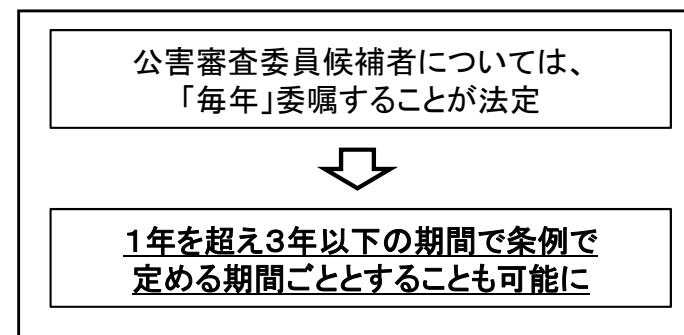 公害審査委員候補者については、
「毎年」委嘱することが法定
１年を超え３年以下の期間で条例で
定める期間ごととすることも可能に